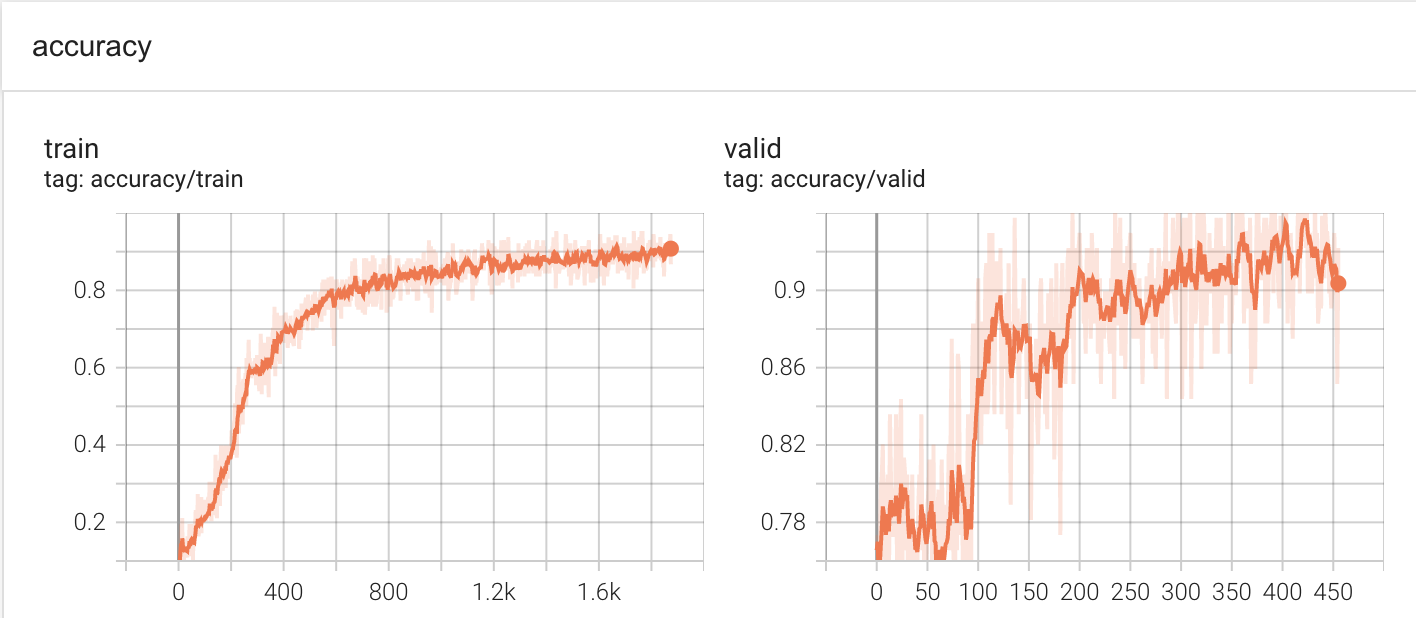 accuracy
train
tag: accuracy/train
0.8
0.6
0.4
0.2
0 400 800 1.2k 1.6k
valid
tag: accuracy/valid
0.9
0.86
0.82
0.78
0 50 100 150 200 250 300 350 400 450